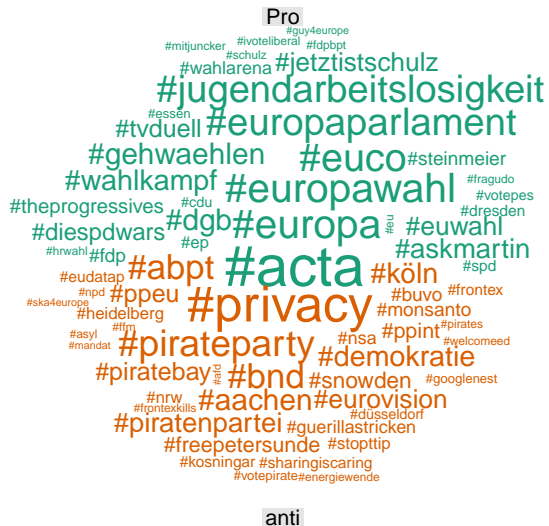 Pro
#guy4europe
#mitjuncker #ivoteliberal
#schulz #fdpbpt
#wahlarena #jetztistschulz
#jugendarbeitslosigkeit
#essen
#tvduell #europaparlament
#gehwaehlen #euco #steinmeier
#wahlkampf #europawahl #fragudo
#votepes
#theprogressives #cdu #dgb #europa #eu #euwahl #dresden
#diespdwars #ep #askmartin
#hrwahl #fdp #acta #spd
#eudatap #abpt #köln
#npd #ppeu #privacy #buvo #frontex
#ska4europe
#heidelberg #monsanto
#asyl #ffm #pirateparty #nsa #ppint #pirates
#mandat #welcomeed
#piratebay #afd #bnd #demokratie
#snowden #googlenest
#nrw #aachen #eurovision
#frontexkills
#piratenpartei #guerillastricken #düsseldorf
#freepetersunde #stopttip
#kosningar #sharingiscaring
#votepirate #energiewende
anti